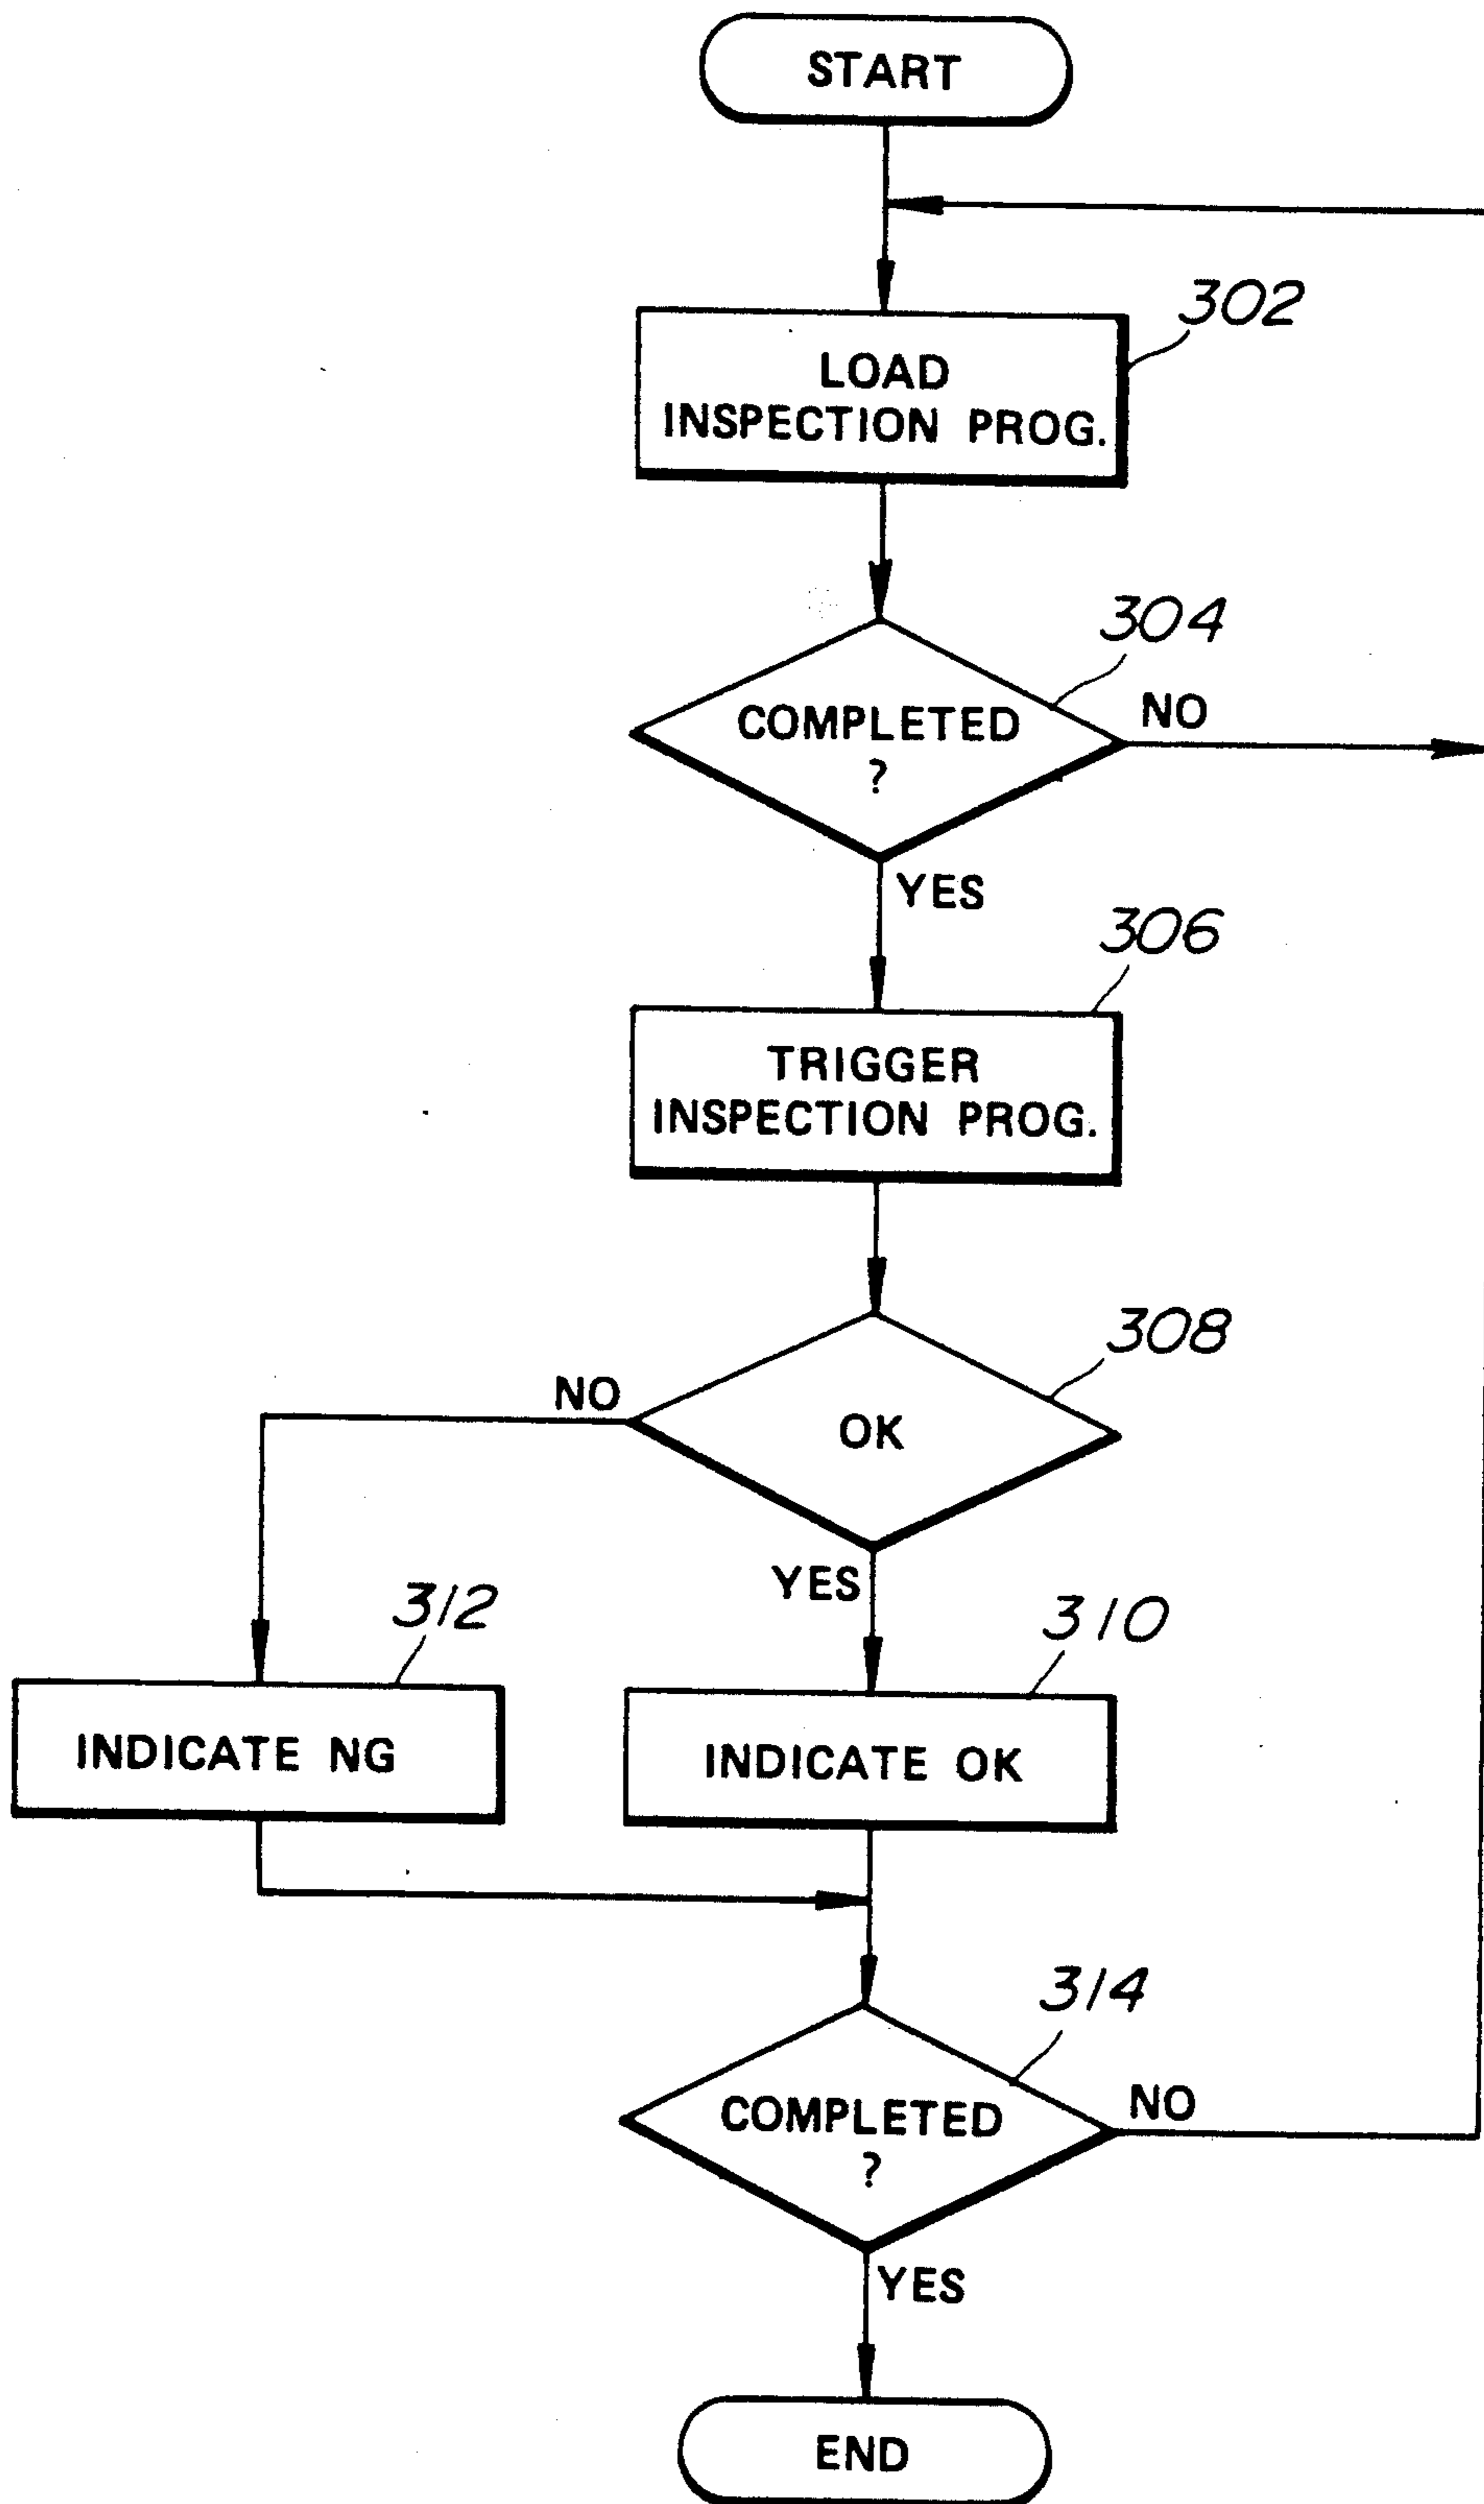 START
302
LOAD
INSPECTION PROG.
304
COMPLETED
?
NO
YES
306
TRIGGER
INSPECTION PROG.
308
NO
OK
YES
312
310
INDICATE NG
INDICATE OK
314
COMPLETED
?
NO
YES
END